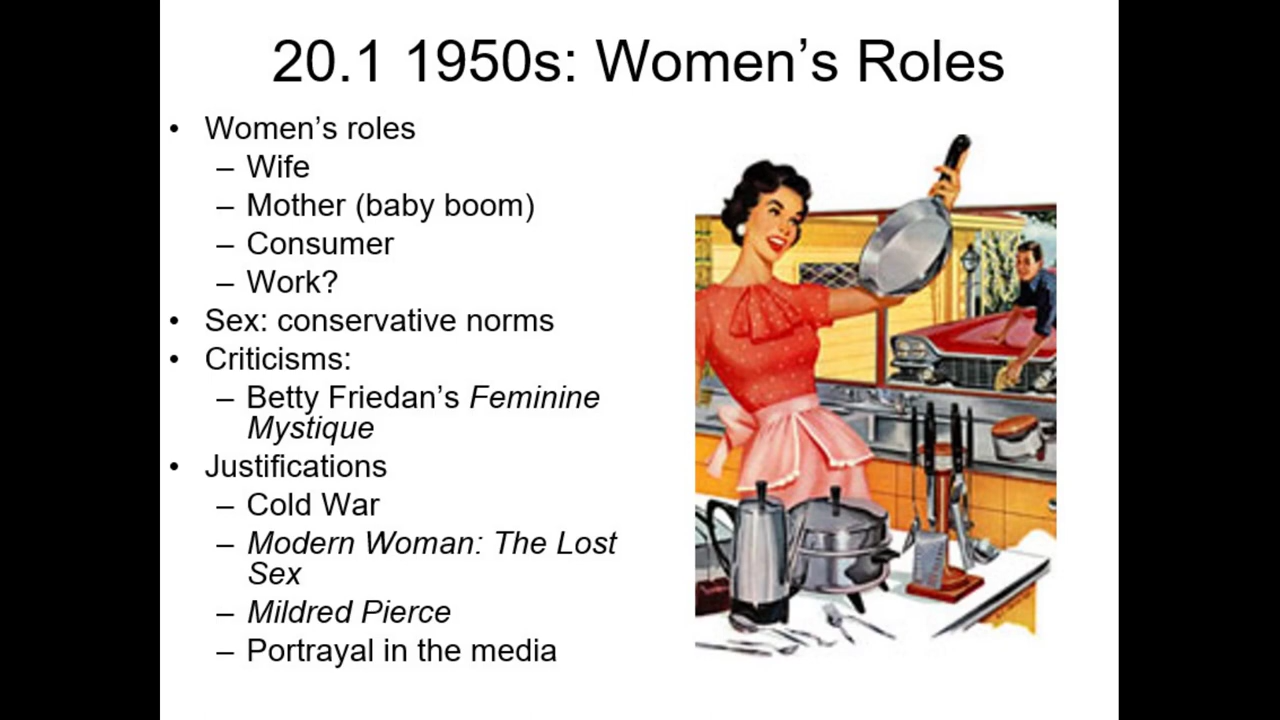 20.1 1950s: Women’s Roles
• Women’s roles
– Wife
– Mother (baby boom)
– Consumer
– Work?
• Sex: conservative norms
• Criticisms:
– Betty Friedan’s Feminine
Mystique
• Justifications
– Cold War
– Modern Woman: The Lost
Sex
– Mildred Pierce
– Portrayal in the media